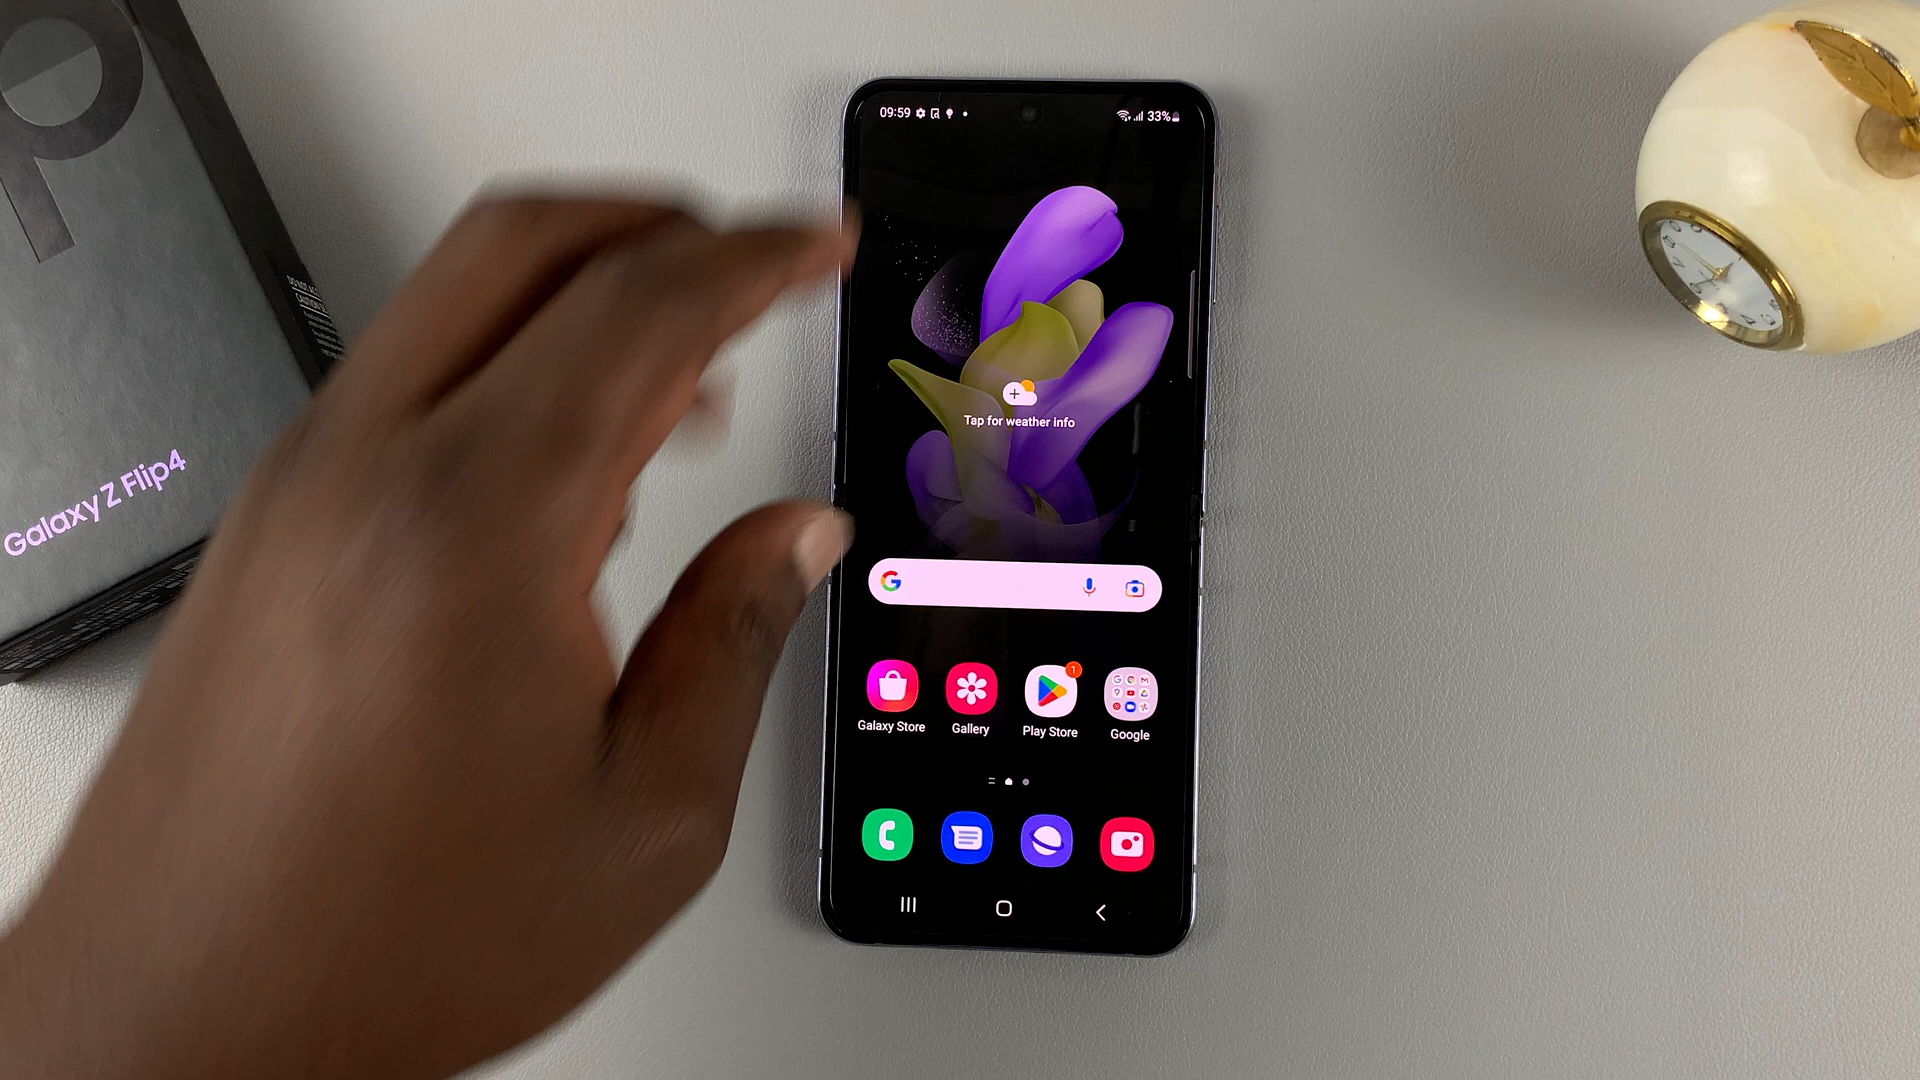 Galaxy Z Flip4
09:59
33%
Tap for weather info
1
Galaxy Store
Gallery
Play Store
Google